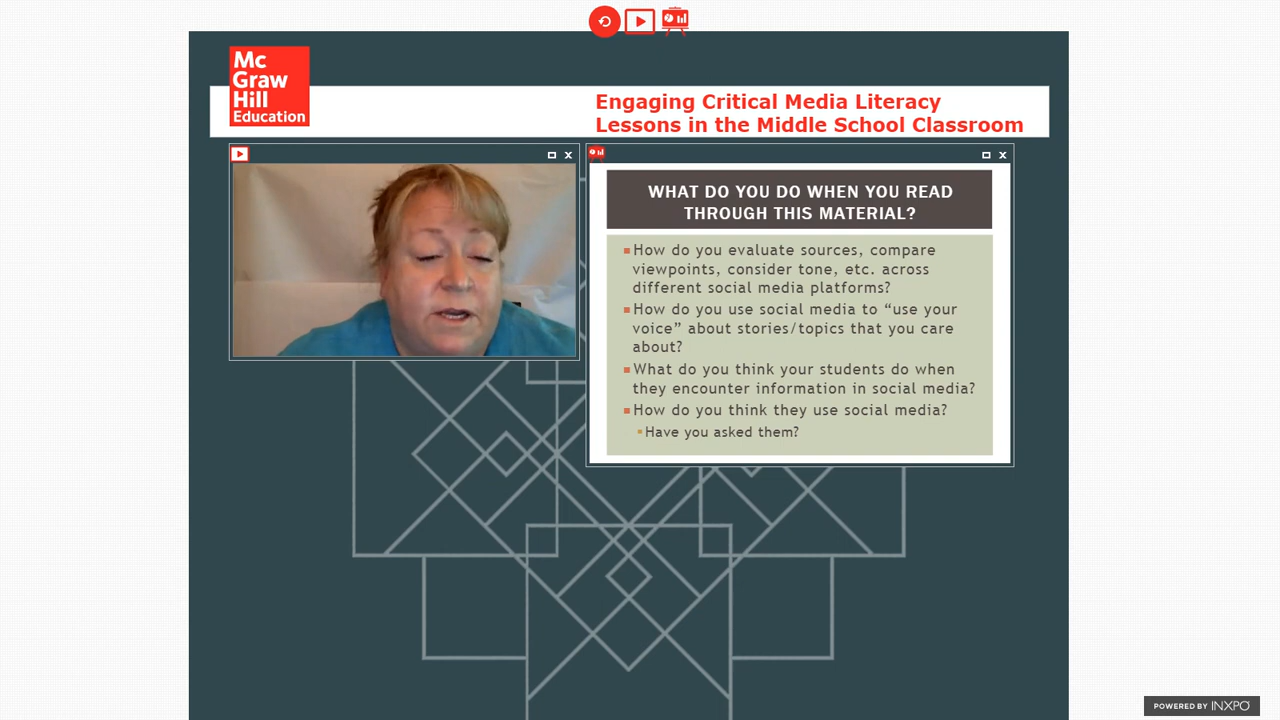 Mc
Graw
Hill
Education
Engaging Critical Media Literacy
Lessons in the Middle School Classroom
WHAT DO YOU DO WHEN YOU READ
THROUGH THIS MATERIAL?
How do you evaluate sources, compare
viewpoints, consider tone, etc. across
different social media platforms?
How do you use social media to “use your
voice” about stories/topics that you care
about?
What do you think your students do when
they encounter information in social media?
How do you think they use social media?
Have you asked them?
POWERED BY INXPO